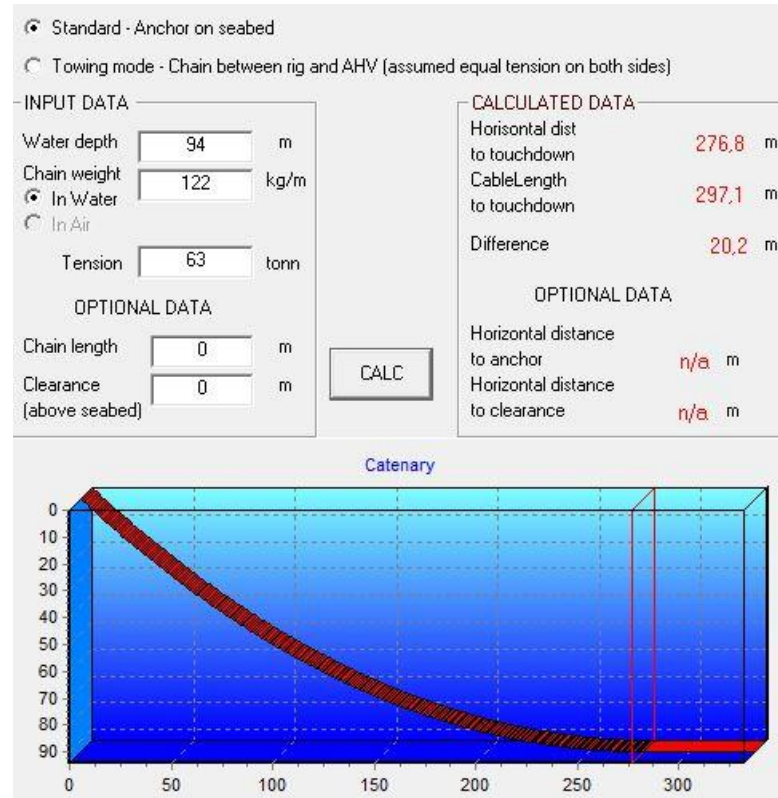 Standard - Anchor on seabed
Towing mode - Chain between rig and AHV (assumed equal tension on both sides)
INPUT DATA
Water depth 94 m
Chain weight 122 kg/m
In Water
In Air
Tension 63 tonn
OPTIONAL DATA
Chain length 0 m
Clearance 0 m
(above seabed)
CALC
CALCULATED DATA
Horisontal dist
to touchdown 276,8 m
CableLength
to touchdown 297,1 m
Difference 20,2 m
OPTIONAL DATA
Horizontal distance
to anchor n/a m
Horizontal distance
to clearance n/a m
Catenary
0
10
20
30
40
50
60
70
80
90
0 50 100 150 200 250 300